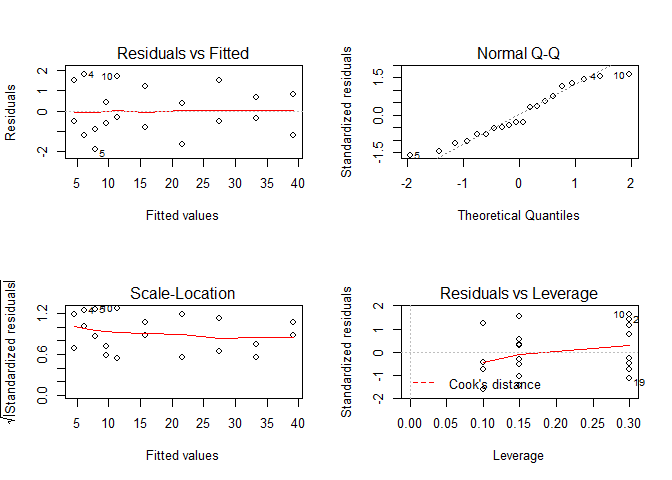 Residuals vs Fitted
Residuals
2
0
-2
4
10
5
5 10 15 20 25 30 35 40
Fitted values
Normal Q-Q
Standardized residuals
1.5
0.0
-1.5
4
10
5
-2 -1 0 1 2
Theoretical Quantiles
Scale-Location
√|Standardized residuals|
1.2
0.6
0.0
4
5
10
5 10 15 20 25 30 35 40
Fitted values
Residuals vs Leverage
Standardized residuals
2
1
0
-1
-2
10
2
19
Cook's distance
0.00 0.05 0.10 0.15 0.20 0.25 0.30
Leverage